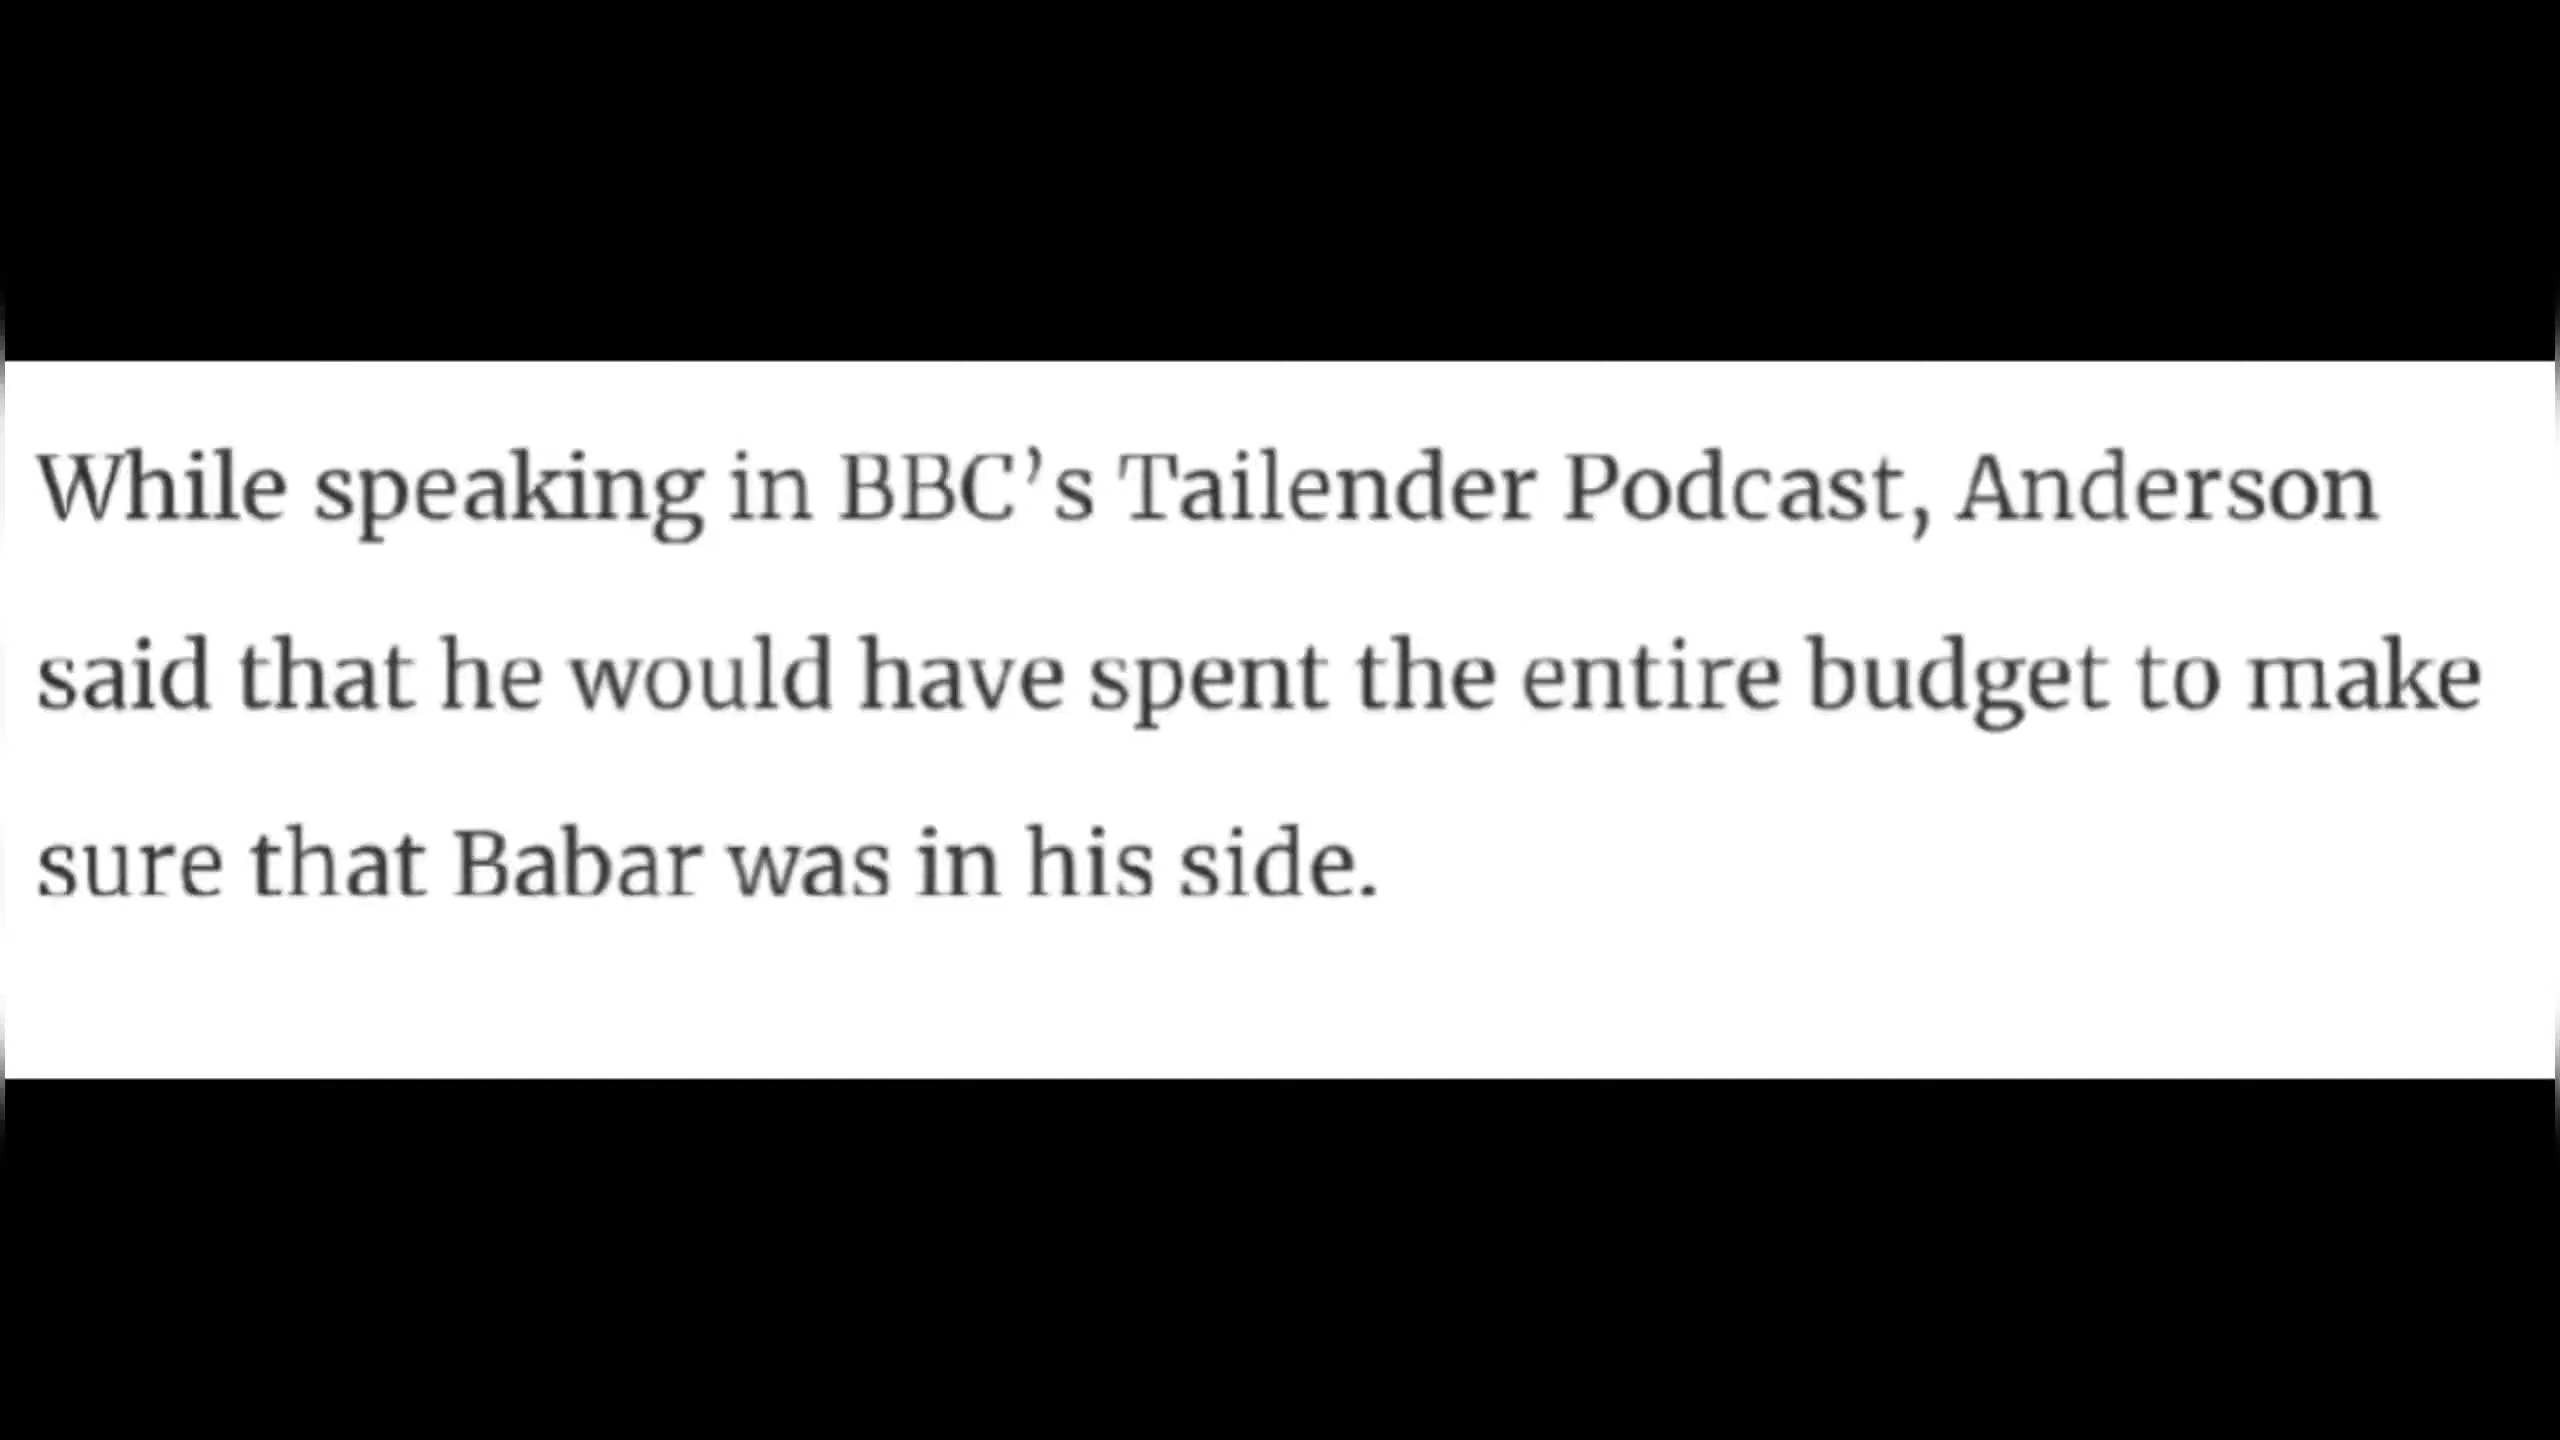 While speaking in BBC’s Tailender Podcast, Anderson
said that he would have spent the entire budget to make
sure that Babar was in his side.